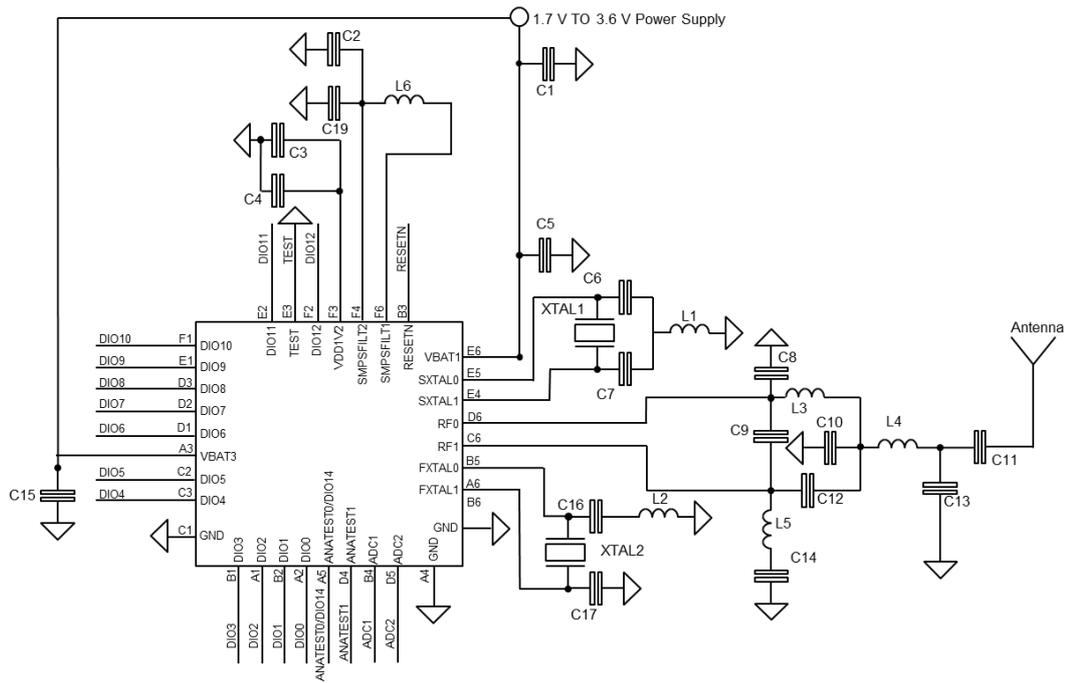 1.7 V TO 3.6 V Power Supply
C2
C1
L6
C19
C3
C4
C5
DIO11
TEST
DIO12
RESETN
C6
E2
E3
F2
F3
F4
F6
B3
XTAL1
L1
Antenna
DIO11
TEST
DIO12
VDD1V2
SMPSFILT2
SMPSFILT1
RESETN
C7
DIO10
F1
DIO10
DIO9
E1
DIO9
DIO8
D3
DIO8
DIO7
D2
DIO7
DIO6
D1
DIO6
A3
VBAT3
DIO5
C2
DIO5
DIO4
C3
DIO4
C1
GND
C15
VBAT1
E6
SXTAL0
E5
SXTAL1
E4
RF0
D6
RF1
C6
FXTAL0
B5
FXTAL1
A6
B6
GND
C8
L3
C9
C10
L4
C11
C12
C13
L5
C14
C16
L2
XTAL2
C17
DIO3
DIO2
DIO1
DIO0
ANATEST0/DIO14
ANATEST1
ADC1
ADC2
GND
B1
A1
B2
A2
A5
D4
B4
D5
A4
DIO3
DIO2
DIO1
DIO0
ANATEST0/DIO14
ANATEST1
ADC1
ADC2